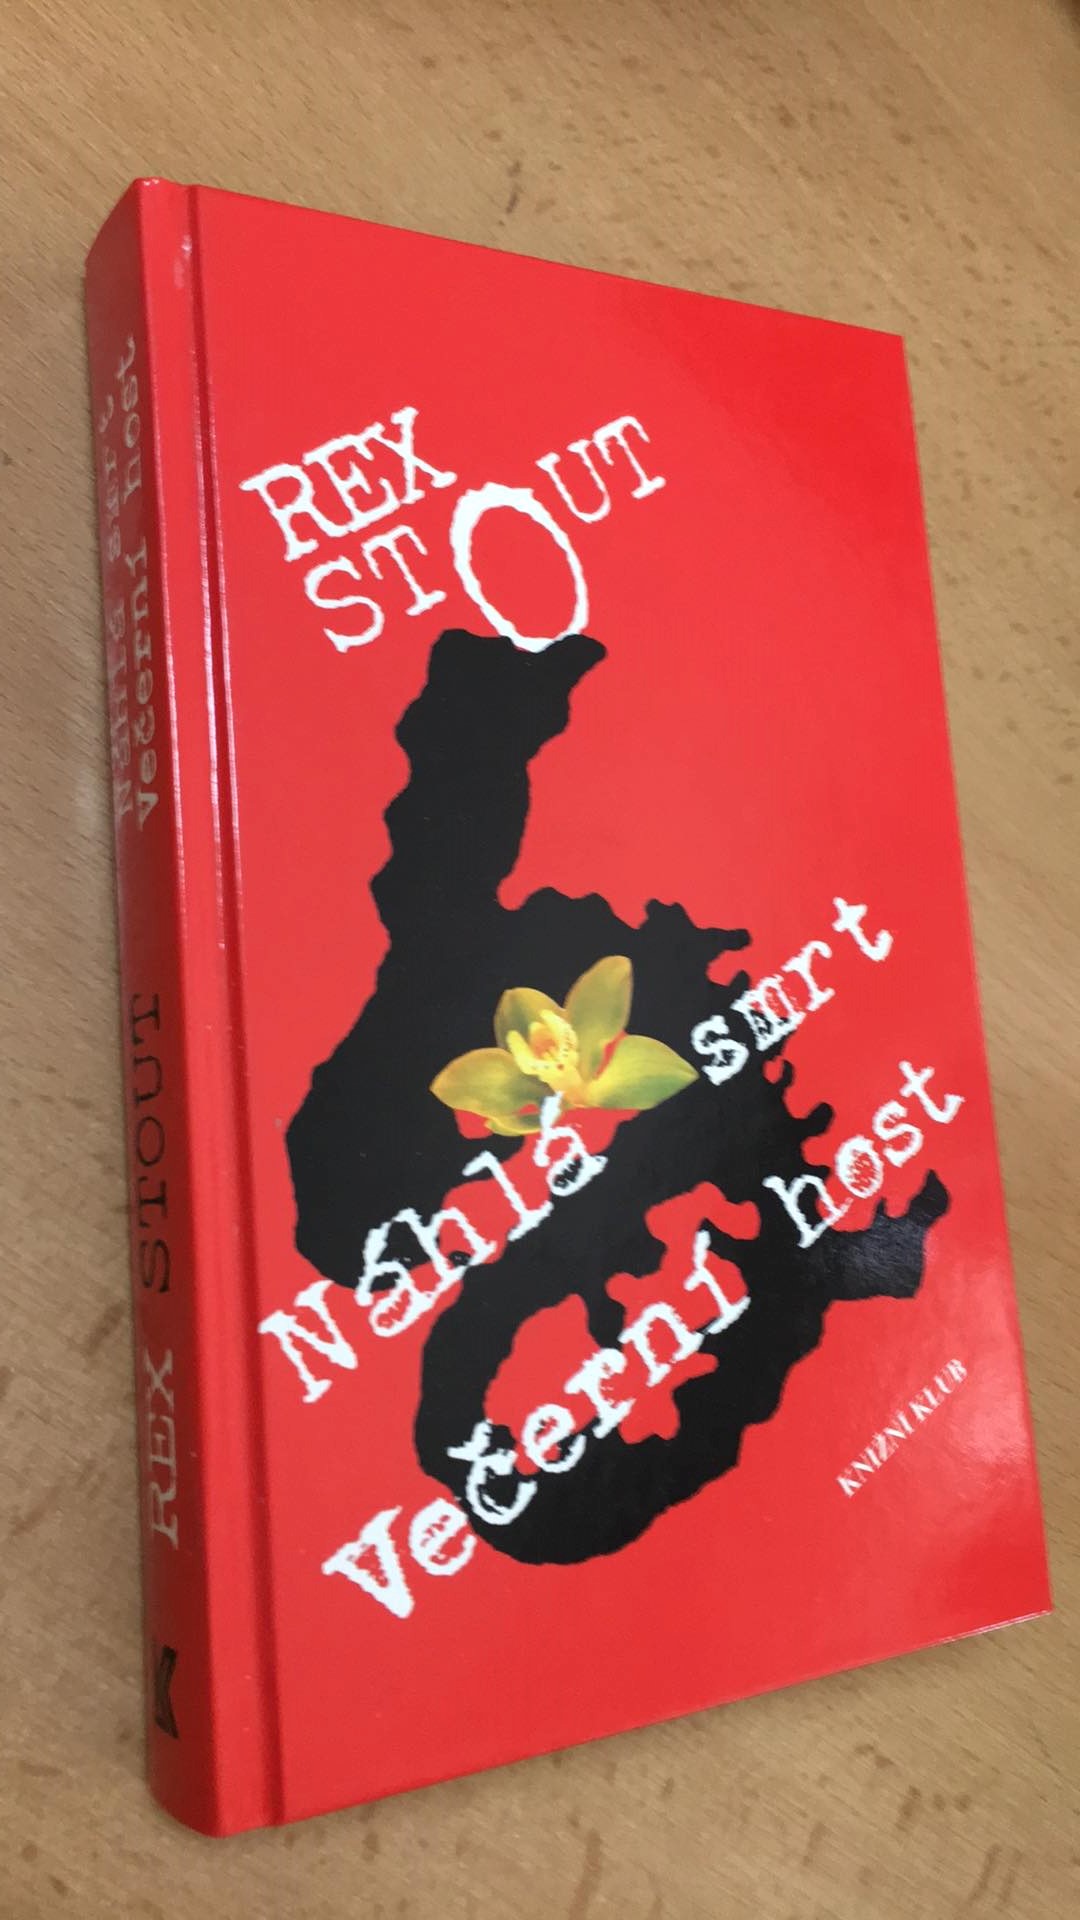 REX
STOUT
Náhlá smrt
Večerní host
KNIŽNÍ KLUB
Náhlá smrt
Večerní host
REX STOUT